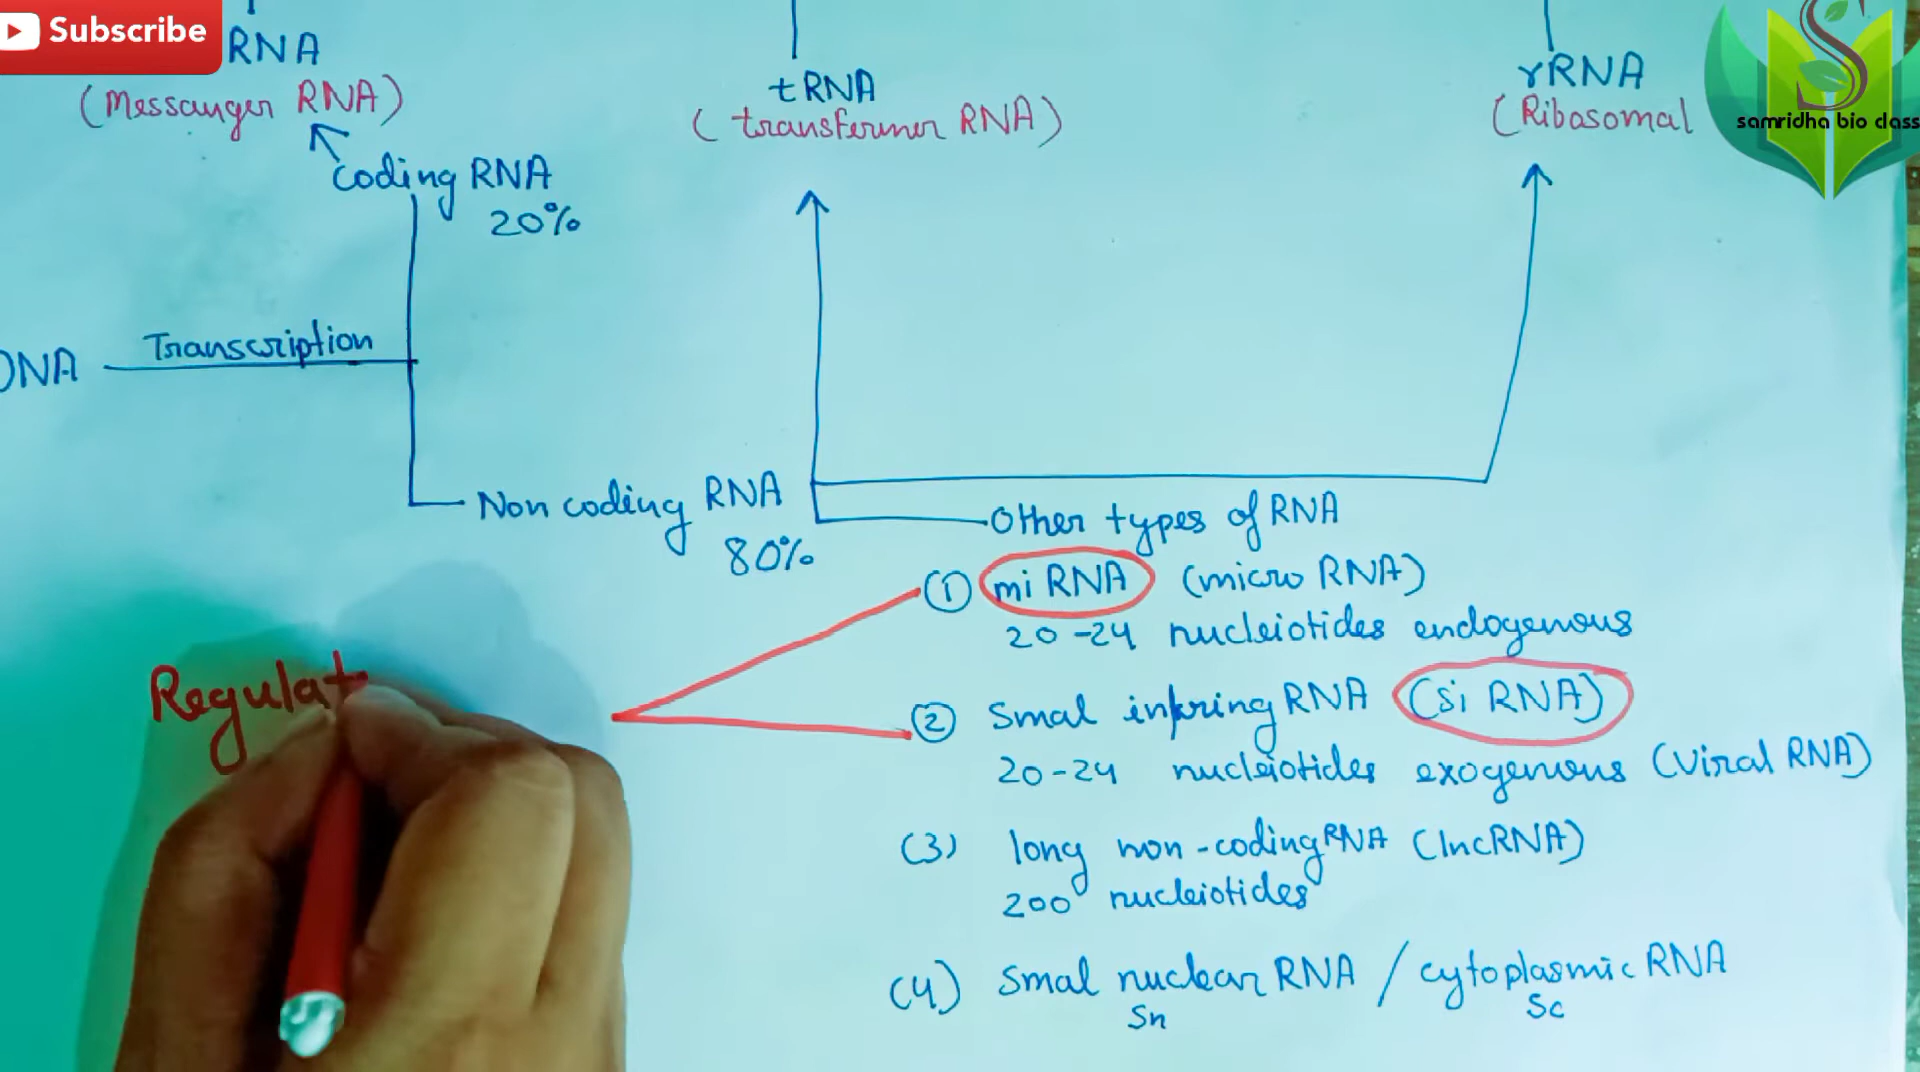 Subscribe
RNA
(Messanger RNA)
Coding RNA
20%
tRNA
(transfermer RNA)
rRNA
(Ribosomal
samridha bio class
DNA
Transcription
Non coding RNA
80%
Other types of RNA
(1) mi RNA (micro RNA)
20-24 nucleiotides endogenous
(2) Smal RNA (Si RNA)
20-24 nucleiotides exogenous (Viral RNA)
(3) long non-coding RNA (lncRNA)
200 nucleiotides
(4) Smal nuclear RNA / cytoplasmic RNA
Sn
Sc
Regulat